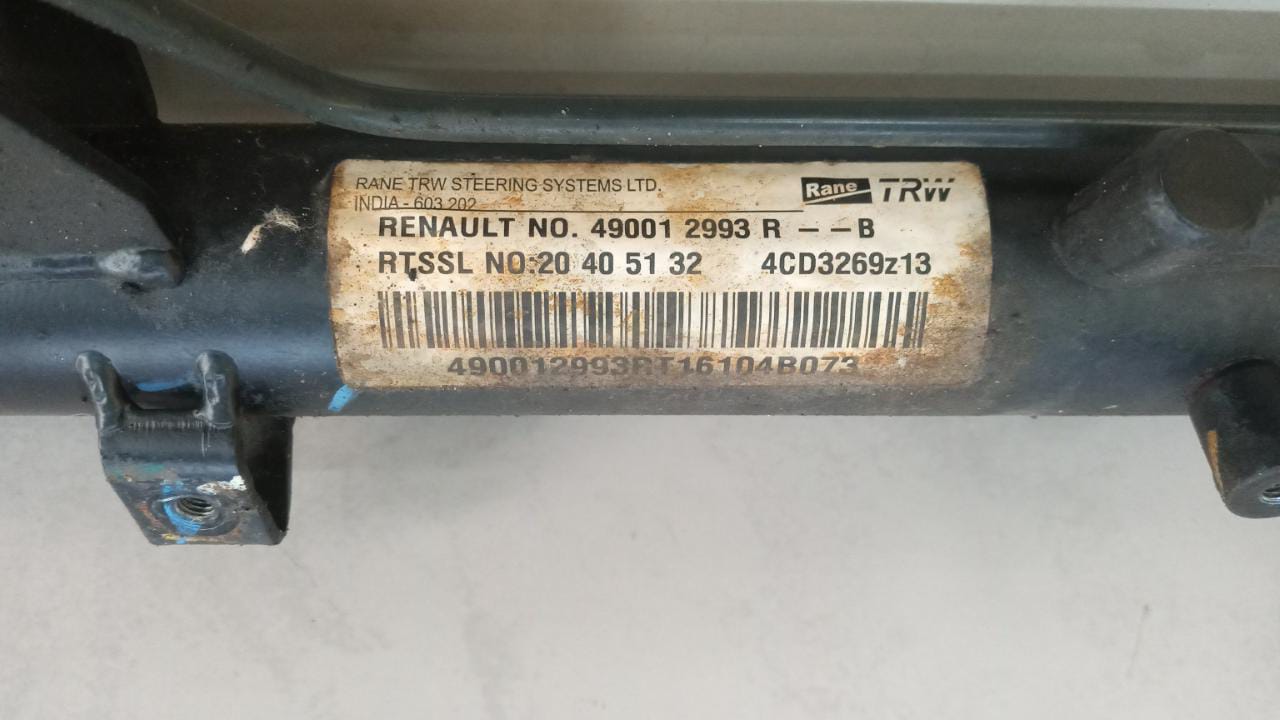 RANE TRW STEERING SYSTEMS LTD.
INDIA - 603 202
Rane TRW
RENAULT NO. 49001 2993 R – – B
RTSSL NO:20 40 51 32 4CD3269z13
490012993RT16104B073